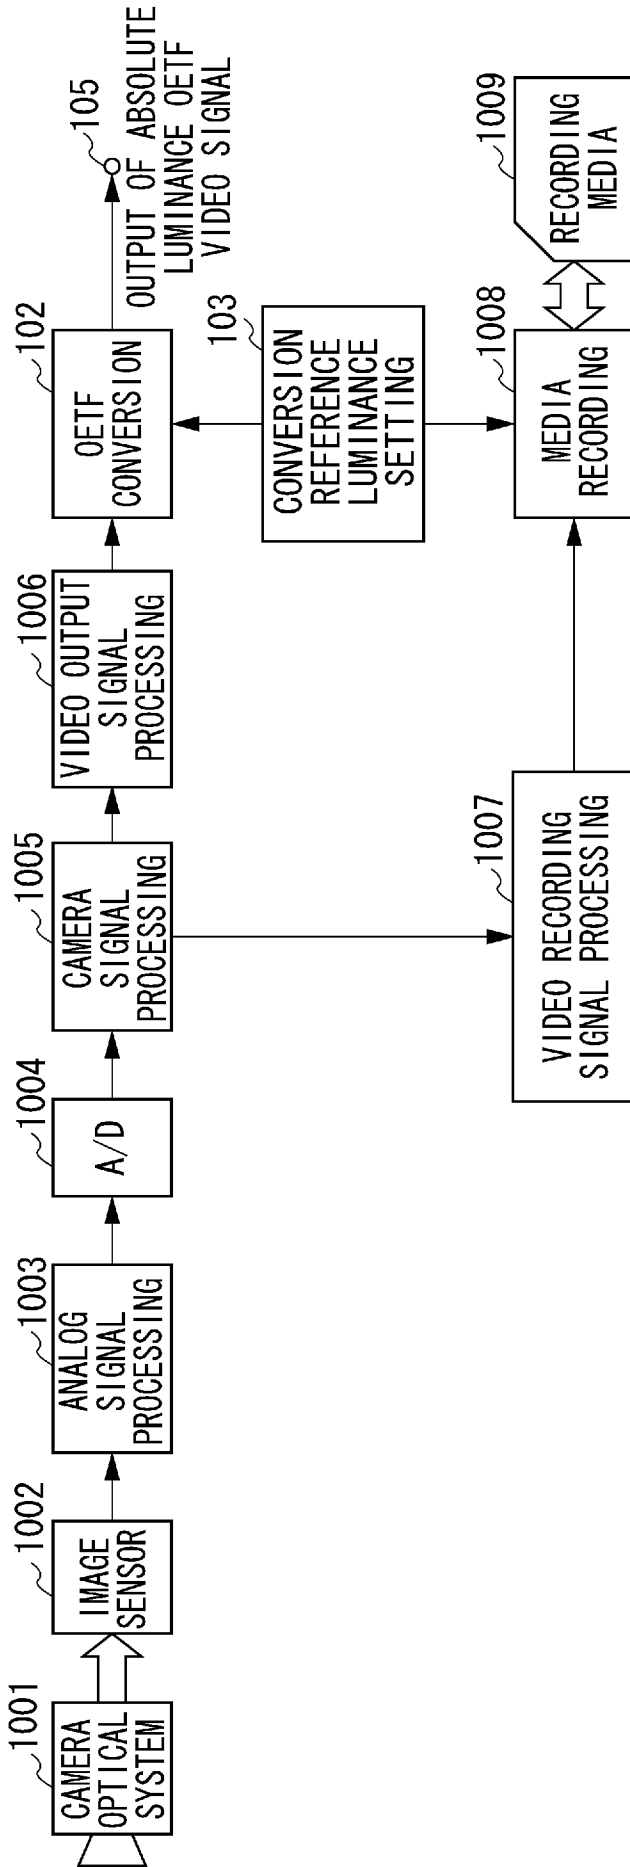 1001
CAMERA
OPTICAL
SYSTEM
1002
IMAGE
SENSOR
1003
ANALOG
SIGNAL
PROCESSING
1004
A/D
1005
CAMERA
SIGNAL
PROCESSING
1006
VIDEO OUTPUT
SIGNAL
PROCESSING
102
OETF
CONVERSION
105
OUTPUT OF ABSOLUTE
LUMINANCE OETF
VIDEO SIGNAL
103
CONVERSION
REFERENCE
LUMINANCE
SETTING
1007
VIDEO RECORDING
SIGNAL PROCESSING
1008
MEDIA
RECORDING
1009
RECORDING
MEDIA